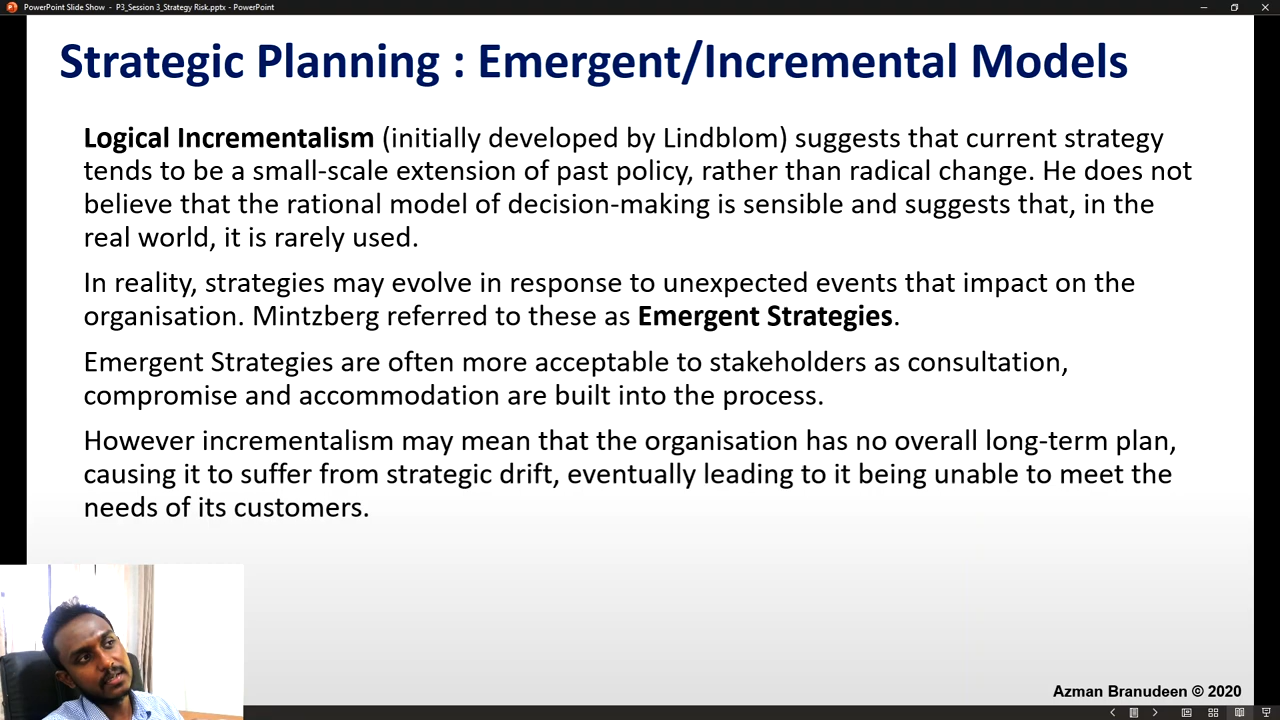 PowerPoint Slide Show - P3_Session 3_Strategy Risk.pptx - PowerPoint
Strategic Planning : Emergent/Incremental Models
Logical Incrementalism (initially developed by Lindblom) suggests that current strategy
tends to be a small-scale extension of past policy, rather than radical change. He does not
believe that the rational model of decision-making is sensible and suggests that, in the
real world, it is rarely used.
In reality, strategies may evolve in response to unexpected events that impact on the
organisation. Mintzberg referred to these as Emergent Strategies.
Emergent Strategies are often more acceptable to stakeholders as consultation,
compromise and accommodation are built into the process.
However incrementalism may mean that the organisation has no overall long-term plan,
causing it to suffer from strategic drift, eventually leading to it being unable to meet the
needs of its customers.
Azman Branudeen © 2020